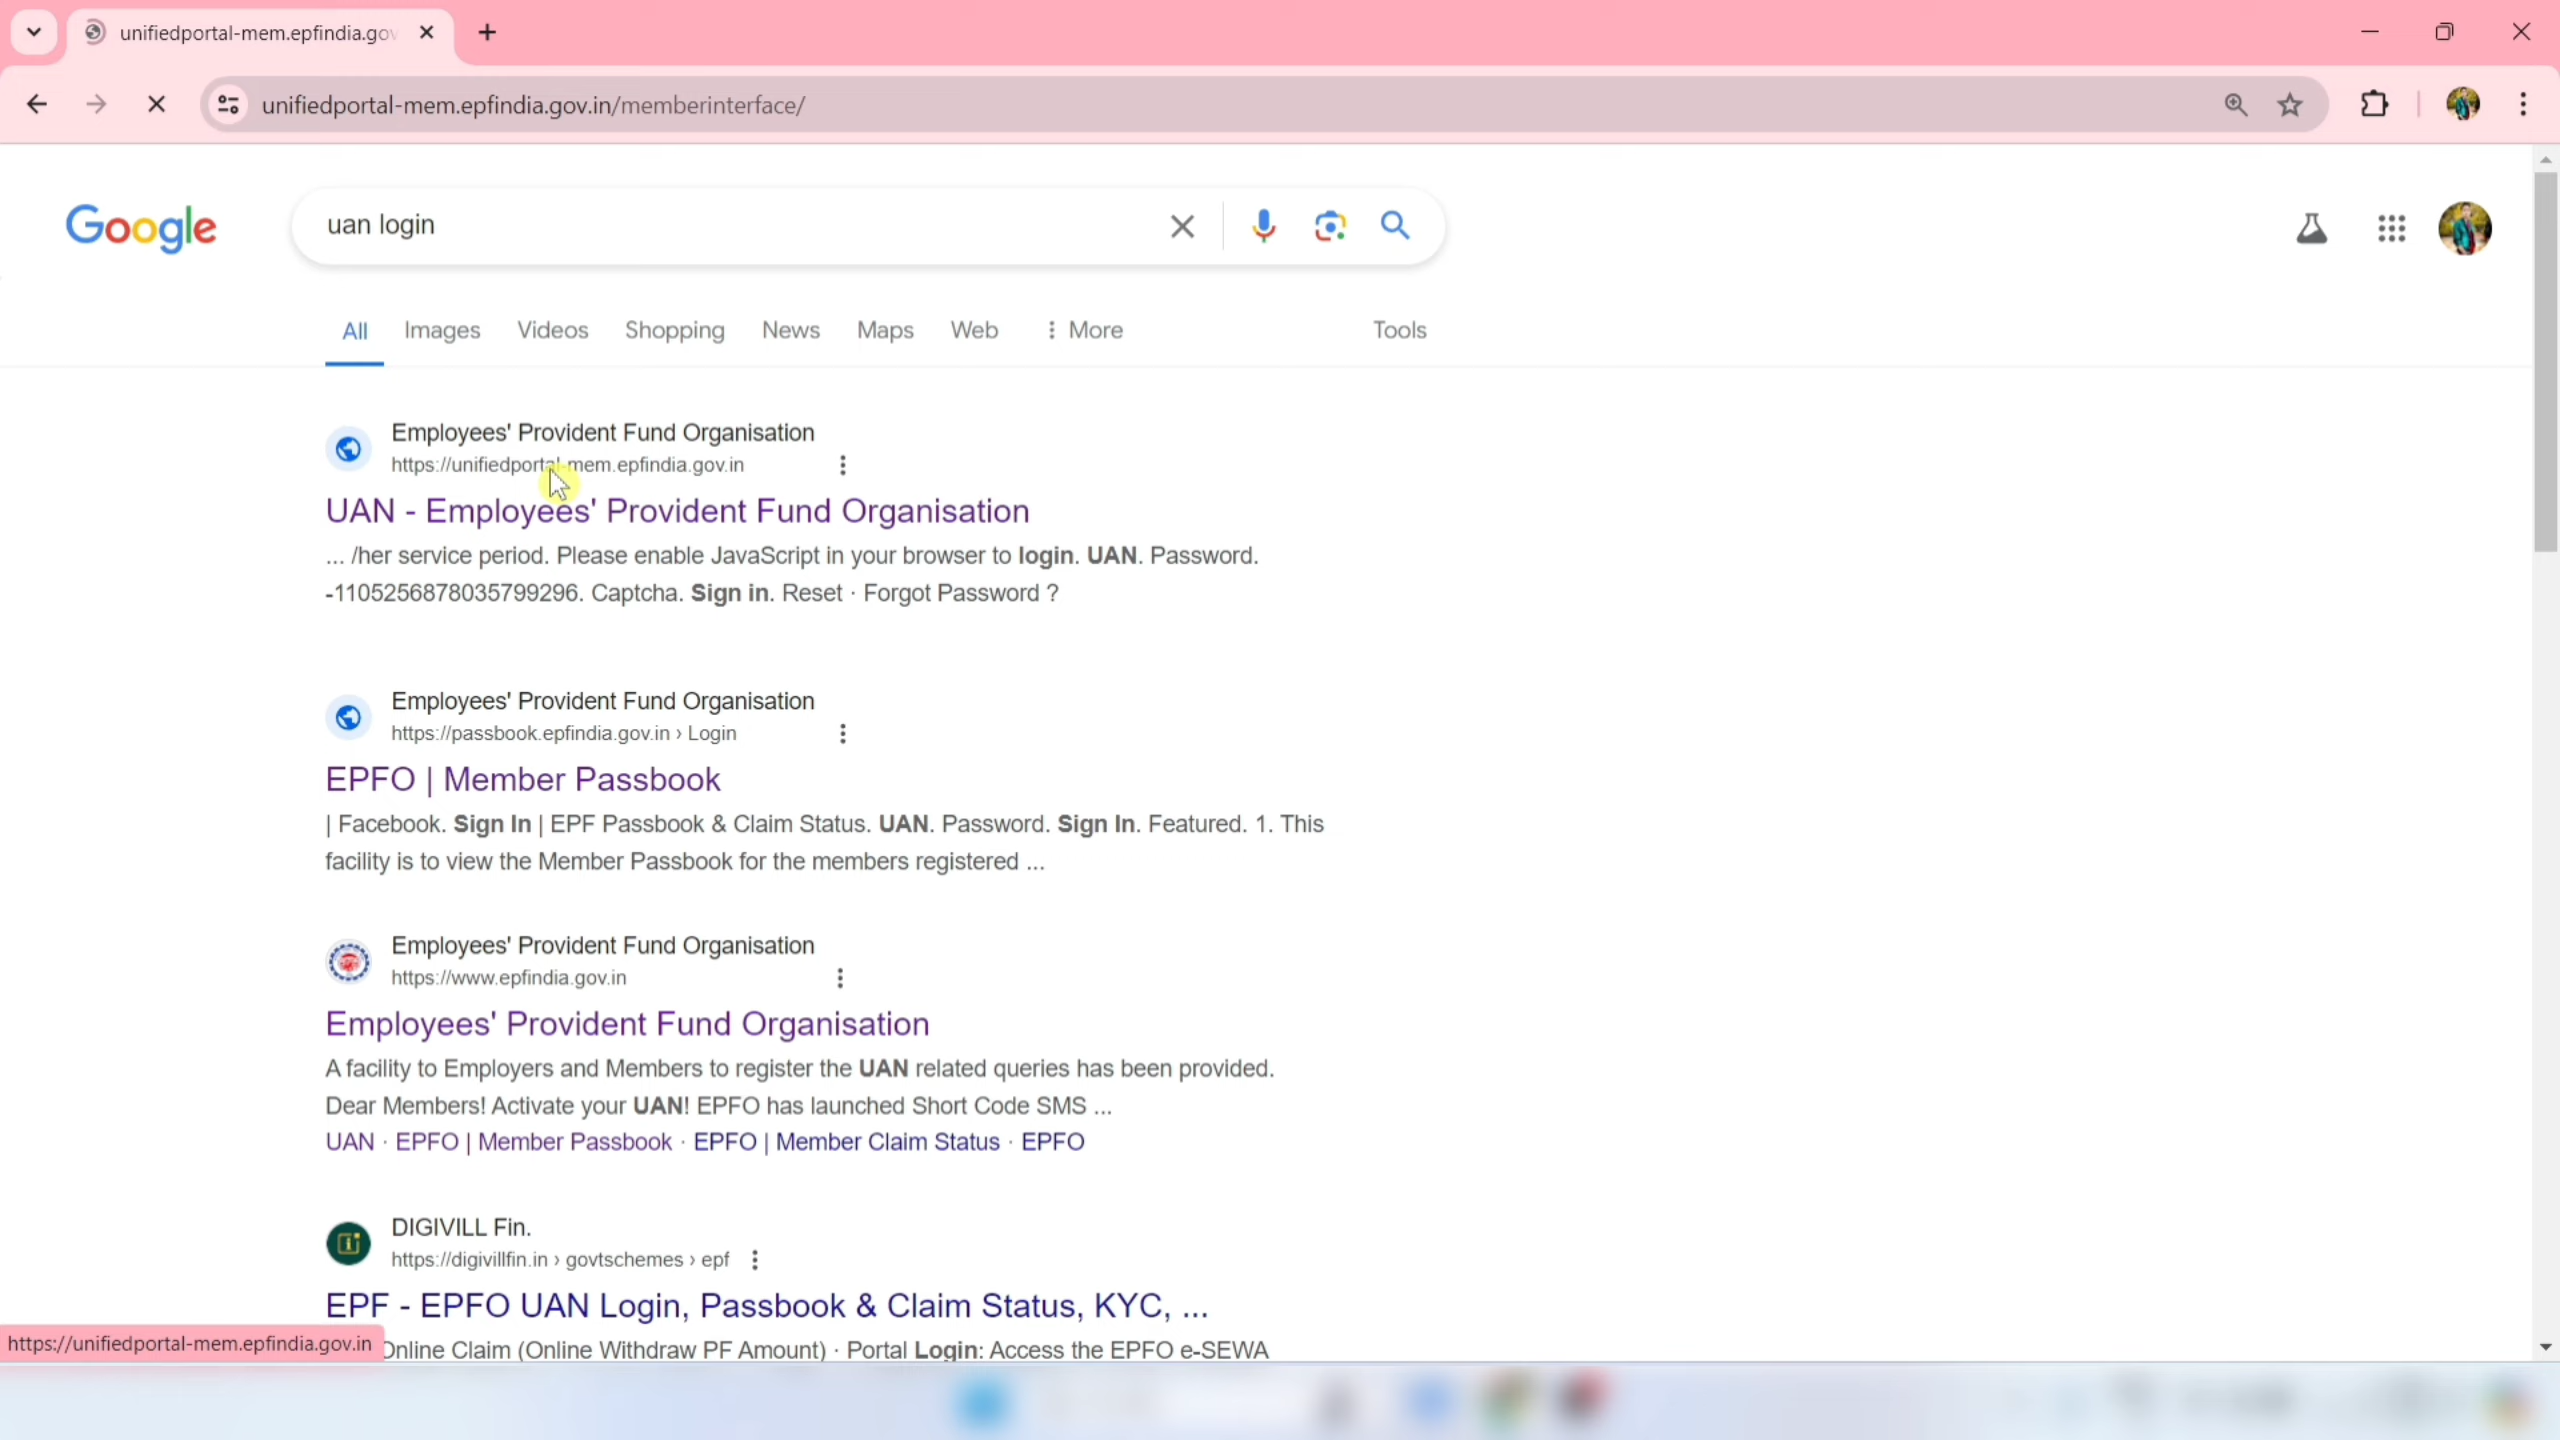 unifiedportal-mem.epfindia.gov
unifiedportal-mem.epfindia.gov.in/memberinterface/
Google
uan login
All Images Videos Shopping News Maps Web More Tools
Employees' Provident Fund Organisation
https://unifiedportal-mem.epfindia.gov.in
UAN - Employees' Provident Fund Organisation
... /her service period. Please enable JavaScript in your browser to login. UAN. Password.
-1105256878035799296. Captcha. Sign in. Reset · Forgot Password ?
Employees' Provident Fund Organisation
https://passbook.epfindia.gov.in › Login
EPFO | Member Passbook
| Facebook. Sign In | EPF Passbook & Claim Status. UAN. Password. Sign In. Featured. 1. This
facility is to view the Member Passbook for the members registered ...
Employees' Provident Fund Organisation
https://www.epfindia.gov.in
Employees' Provident Fund Organisation
A facility to Employers and Members to register the UAN related queries has been provided.
Dear Members! Activate your UAN! EPFO has launched Short Code SMS ...
UAN · EPFO | Member Passbook · EPFO | Member Claim Status · EPFO
DIGIVILL Fin.
https://digivillfin.in › govtschemes › epf
EPF - EPFO UAN Login, Passbook & Claim Status, KYC, ...
Online Claim (Online Withdraw PF Amount) · Portal Login: Access the EPFO e-SEWA
https://unifiedportal-mem.epfindia.gov.in